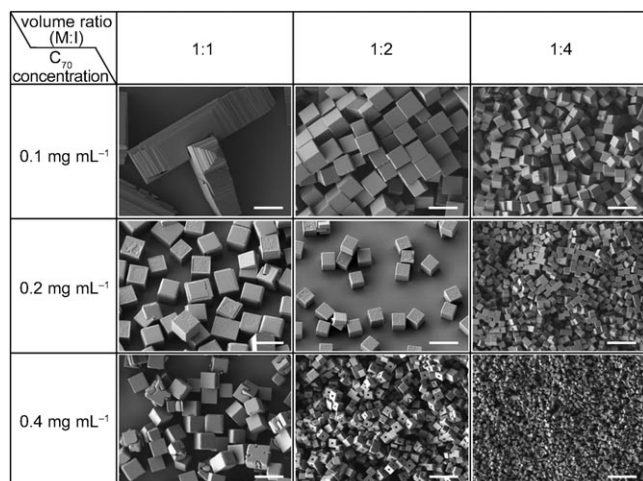 volume ratio
(M:I)
C₇₀
concentration
1:1
1:2
1:4
0.1 mg mL⁻¹
0.2 mg mL⁻¹
0.4 mg mL⁻¹